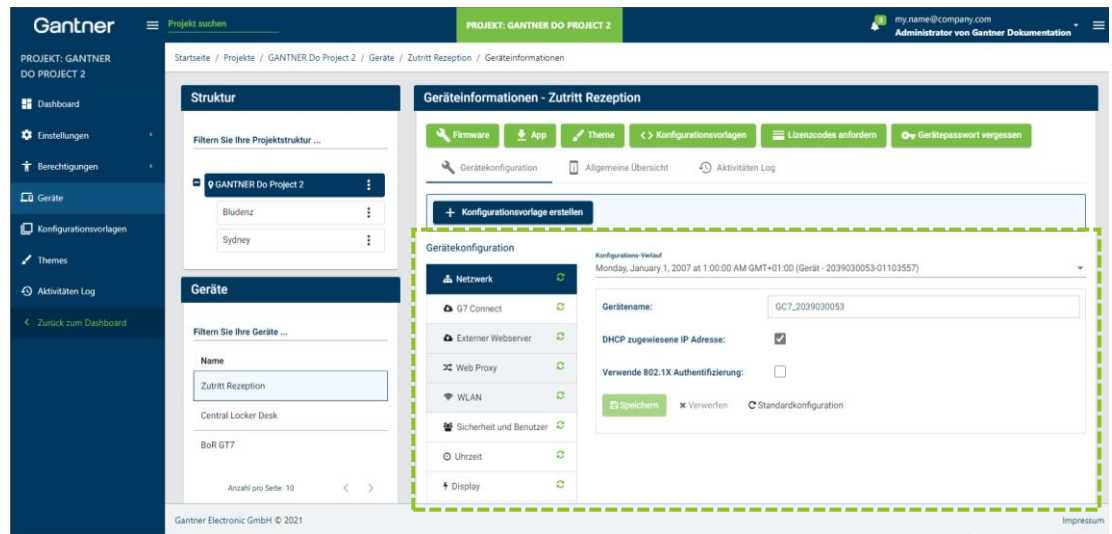 Gantner
Projekt suchen
PROJEKT: GANTNER DO PROJECT 2
3
my.name@company.com
Administrator von Gantner Dokumentation
PROJEKT: GANTNER
DO PROJECT 2
Dashboard
Einstellungen
Berechtigungen
Geräte
Konfigurationsvorlagen
Themes
Aktivitäten Log
Zurück zum Dashboard
Startseite / Projekte / GANTNER Do Project 2 / Geräte / Zutritt Rezeption / Geräteinformationen
Struktur
Filtern Sie Ihre Projektstruktur ...
GANTNER Do Project 2
Bludenz
Sydney
Geräte
Filtern Sie Ihre Geräte ...
Name
Zutritt Rezeption
Central Locker Desk
BoR GT7
Anzahl pro Seite: 10
Geräteinformationen - Zutritt Rezeption
Firmware
App
Theme
Konfigurationsvorlagen
Lizenzcodes anfordern
Gerätepasswort vergessen
Gerätekonfiguration
Allgemeine Übersicht
Aktivitäten Log
Konfigurationsvorlage erstellen
Gerätekonfiguration
Netzwerk
G7 Connect
Externer Webserver
Web Proxy
WLAN
Sicherheit und Benutzer
Uhrzeit
Display
Konfigurations-Verlauf
Monday, January 1, 2007 at 1:00:00 AM GMT+01:00 (Gerät - 2039030053-01103557)
Gerätename:
GC7_2039030053
DHCP zugewiesene IP Adresse:
Verwende 802.1X Authentifizierung:
Speichern
Verwerfen
Standardkonfiguration
Gantner Electronic GmbH © 2021
Impressum